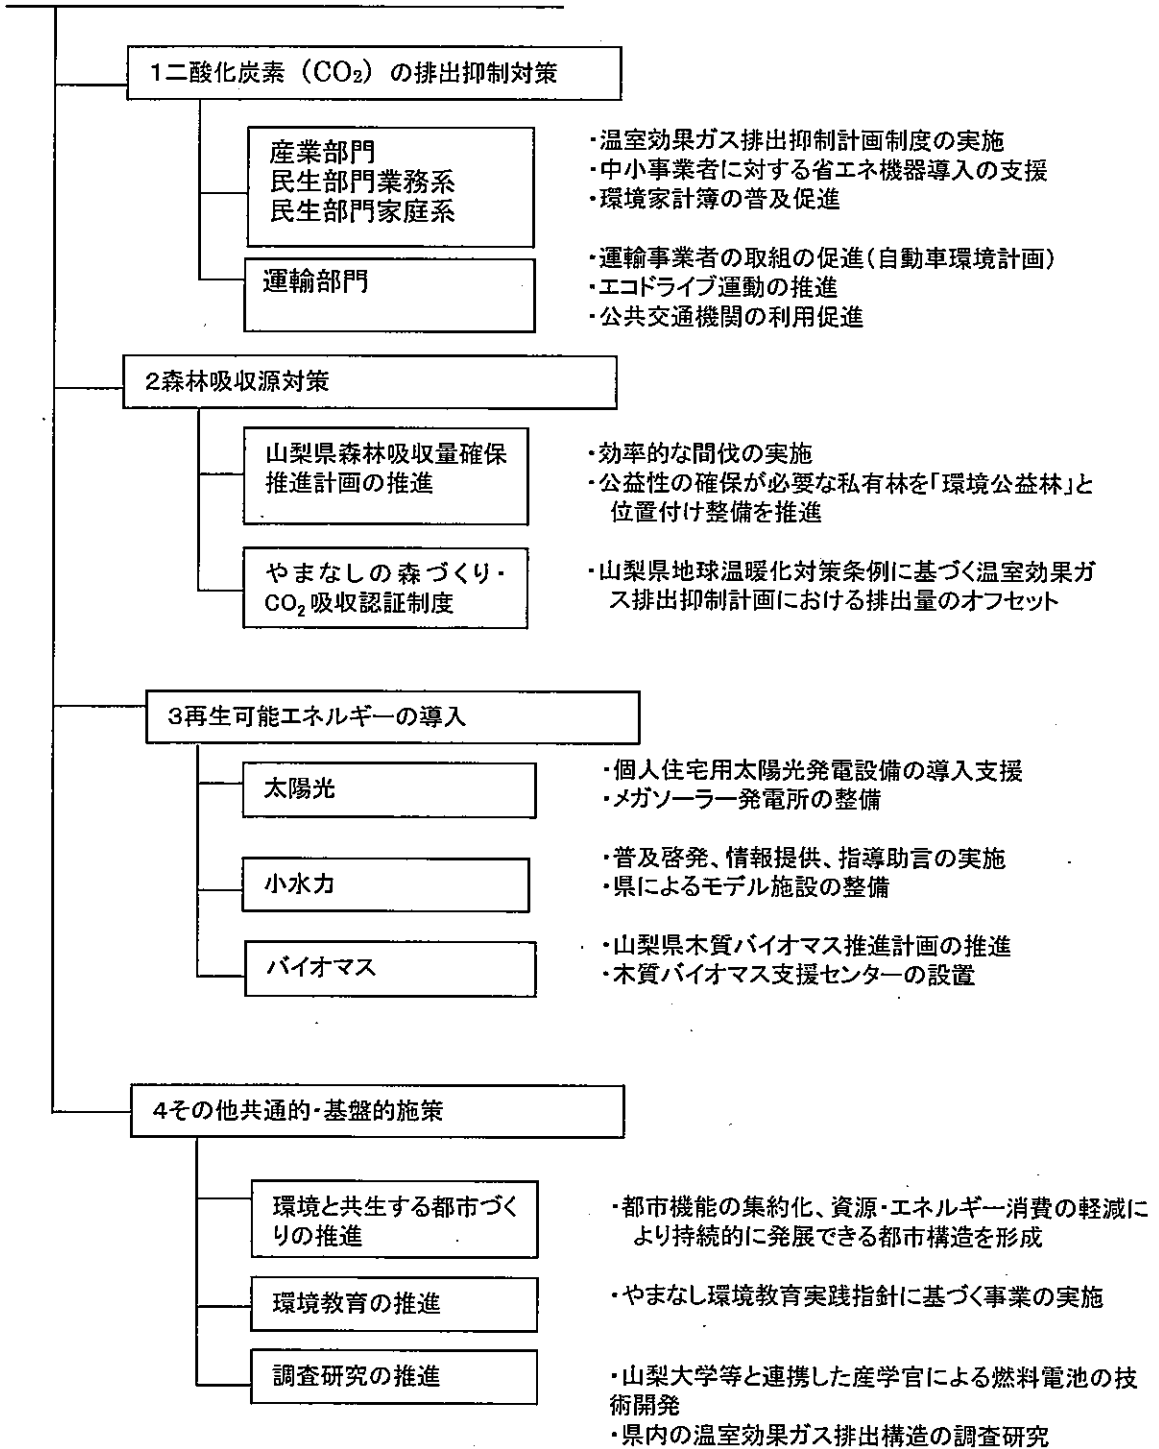 1二酸化炭素（CO₂）の排出抑制対策
産業部門
民生部門業務系
民生部門家庭系
・温室効果ガス排出抑制計画制度の実施
・中小事業者に対する省エネ機器導入の支援
・環境家計簿の普及促進
運輸部門
・運輸事業者の取組の促進(自動車環境計画)
・エコドライブ運動の推進
・公共交通機関の利用促進
2森林吸収源対策
山梨県森林吸収量確保
推進計画の推進
・効率的な間伐の実施
・公益性の確保が必要な私有林を「環境公益林」と
位置付け整備を推進
やまなしの森づくり・
CO₂吸収認証制度
・山梨県地球温暖化対策条例に基づく温室効果ガ
ス排出抑制計画における排出量のオフセット
3再生可能エネルギーの導入
太陽光
・個人住宅用太陽光発電設備の導入支援
・メガソーラー発電所の整備
小水力
・普及啓発、情報提供、指導助言の実施
・県によるモデル施設の整備
バイオマス
・山梨県木質バイオマス推進計画の推進
・木質バイオマス支援センターの設置
4その他共通的・基盤的施策
環境と共生する都市づく
りの推進
・都市機能の集約化、資源・エネルギー消費の軽減に
より持続的に発展できる都市構造を形成
環境教育の推進
・やまなし環境教育実践指針に基づく事業の実施
調査研究の推進
・山梨大学等と連携した産学官による燃料電池の技
術開発
・県内の温室効果ガス排出構造の調査研究